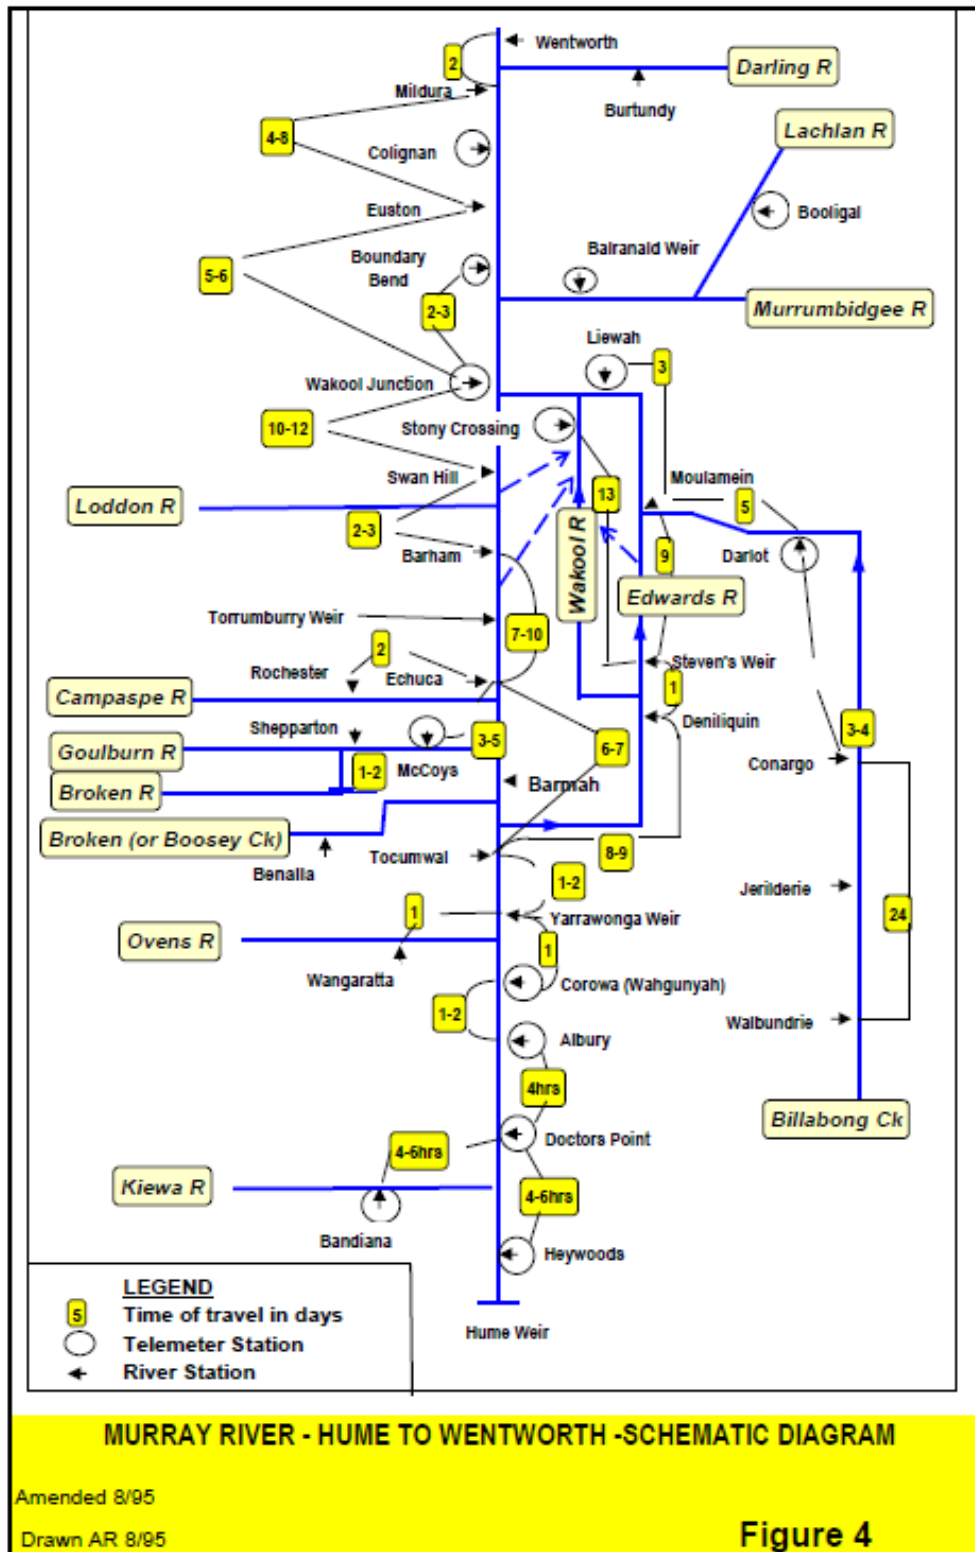 Wentworth
2
Darling R
Mildura
Burtundy
4-8
Lachlan R
Colignan
Euston
Booligal
Boundary
Bend
Balranald Weir
5-6
2-3
Murrumbidgee R
Liewah
3
Wakool Junction
10-12
Stony Crossing
Swan Hill
Moulamein
13
Loddon R
5
2-3
Wakool R
Barham
9
Darlot
Edwards R
Torrumburry Weir
7-10
2
Rochester
Echuca
Steven's Weir
1
Campaspe R
Shepparton
Deniliquin
3-5
6-7
3-4
Goulburn R
1-2
McCoys
Conargo
Broken R
Barmah
Broken (or Boosey Ck)
Tocumwal
8-9
Benalla
1-2
Jerilderie
1
Yarrawonga Weir
24
Ovens R
1
Wangaratta
Corowa (Wahgunyah)
1-2
Walbundrie
Albury
4hrs
Billabong Ck
Doctors Point
4-6hrs
Kiewa R
4-6hrs
Bandiana
Heywoods
LEGEND
5
Time of travel in days
Telemeter Station
River Station
Hume Weir
MURRAY RIVER - HUME TO WENTWORTH -SCHEMATIC DIAGRAM
Amended 8/95
Drawn AR 8/95
Figure 4